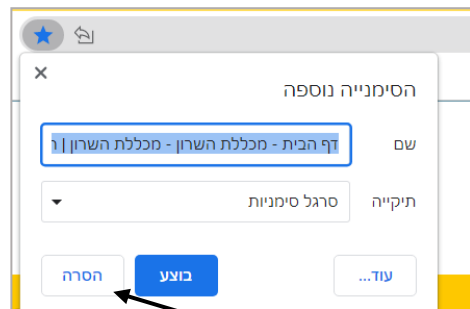 הסימנייה נוספה
שם
דף הבית - מכללת השרון - מכללת השרון |
תיקייה
סרגל סימניות
עוד...
בוצע
הסרה